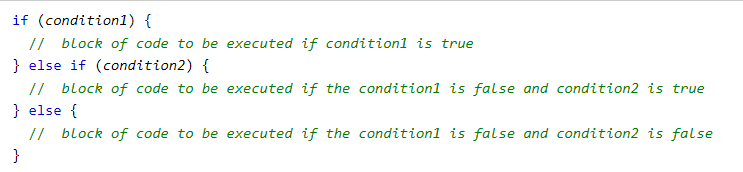 if (condition1) {
  //  block of code to be executed if condition1 is true
} else if (condition2) {
  //  block of code to be executed if the condition1 is false and condition2 is true
} else {
  //  block of code to be executed if the condition1 is false and condition2 is false
}